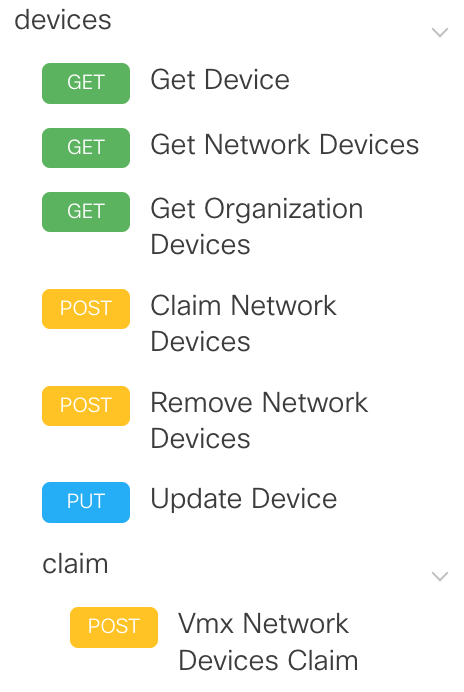 devices
GET Get Device
GET Get Network Devices
GET Get Organization
Devices
POST Claim Network
Devices
POST Remove Network
Devices
PUT Update Device
claim
POST Vmx Network
Devices Claim